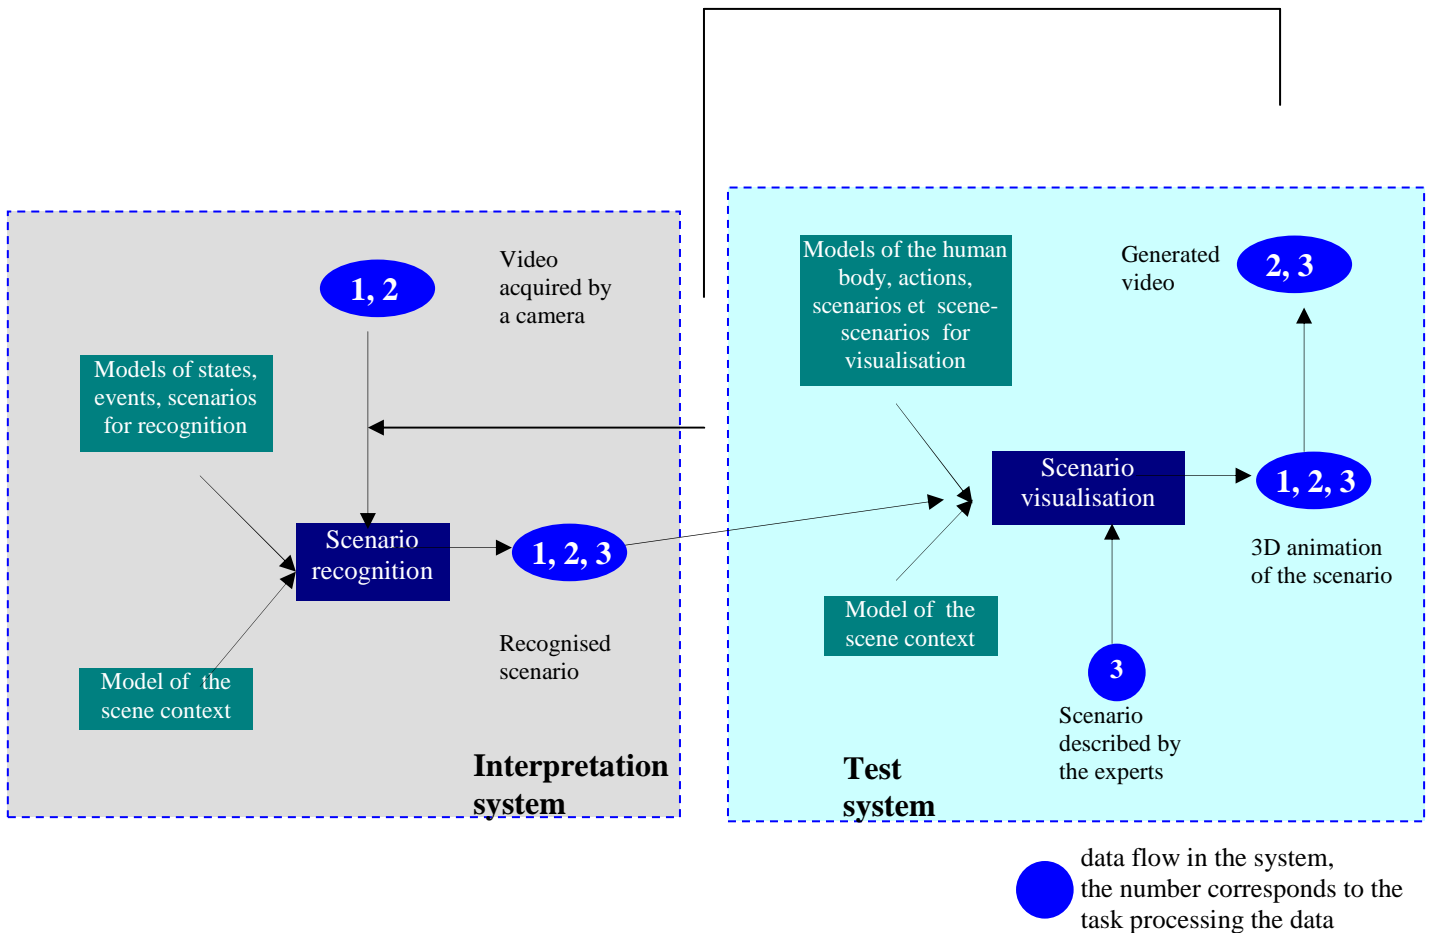 Video
acquired by
a camera
1, 2
Models of states,
events, scenarios
for recognition
Scenario
recognition
1, 2, 3
Recognised
scenario
Model of the
scene context
Interpretation
system
Models of the human
body, actions,
scenarios et scene-
scenarios for
visualisation
Generated
video
2, 3
Scenario
visualisation
1, 2, 3
3D animation
of the scenario
Model of the
scene context
3
Scenario
described by
the experts
Test
system
data flow in the system,
the number corresponds to the
task processing the data